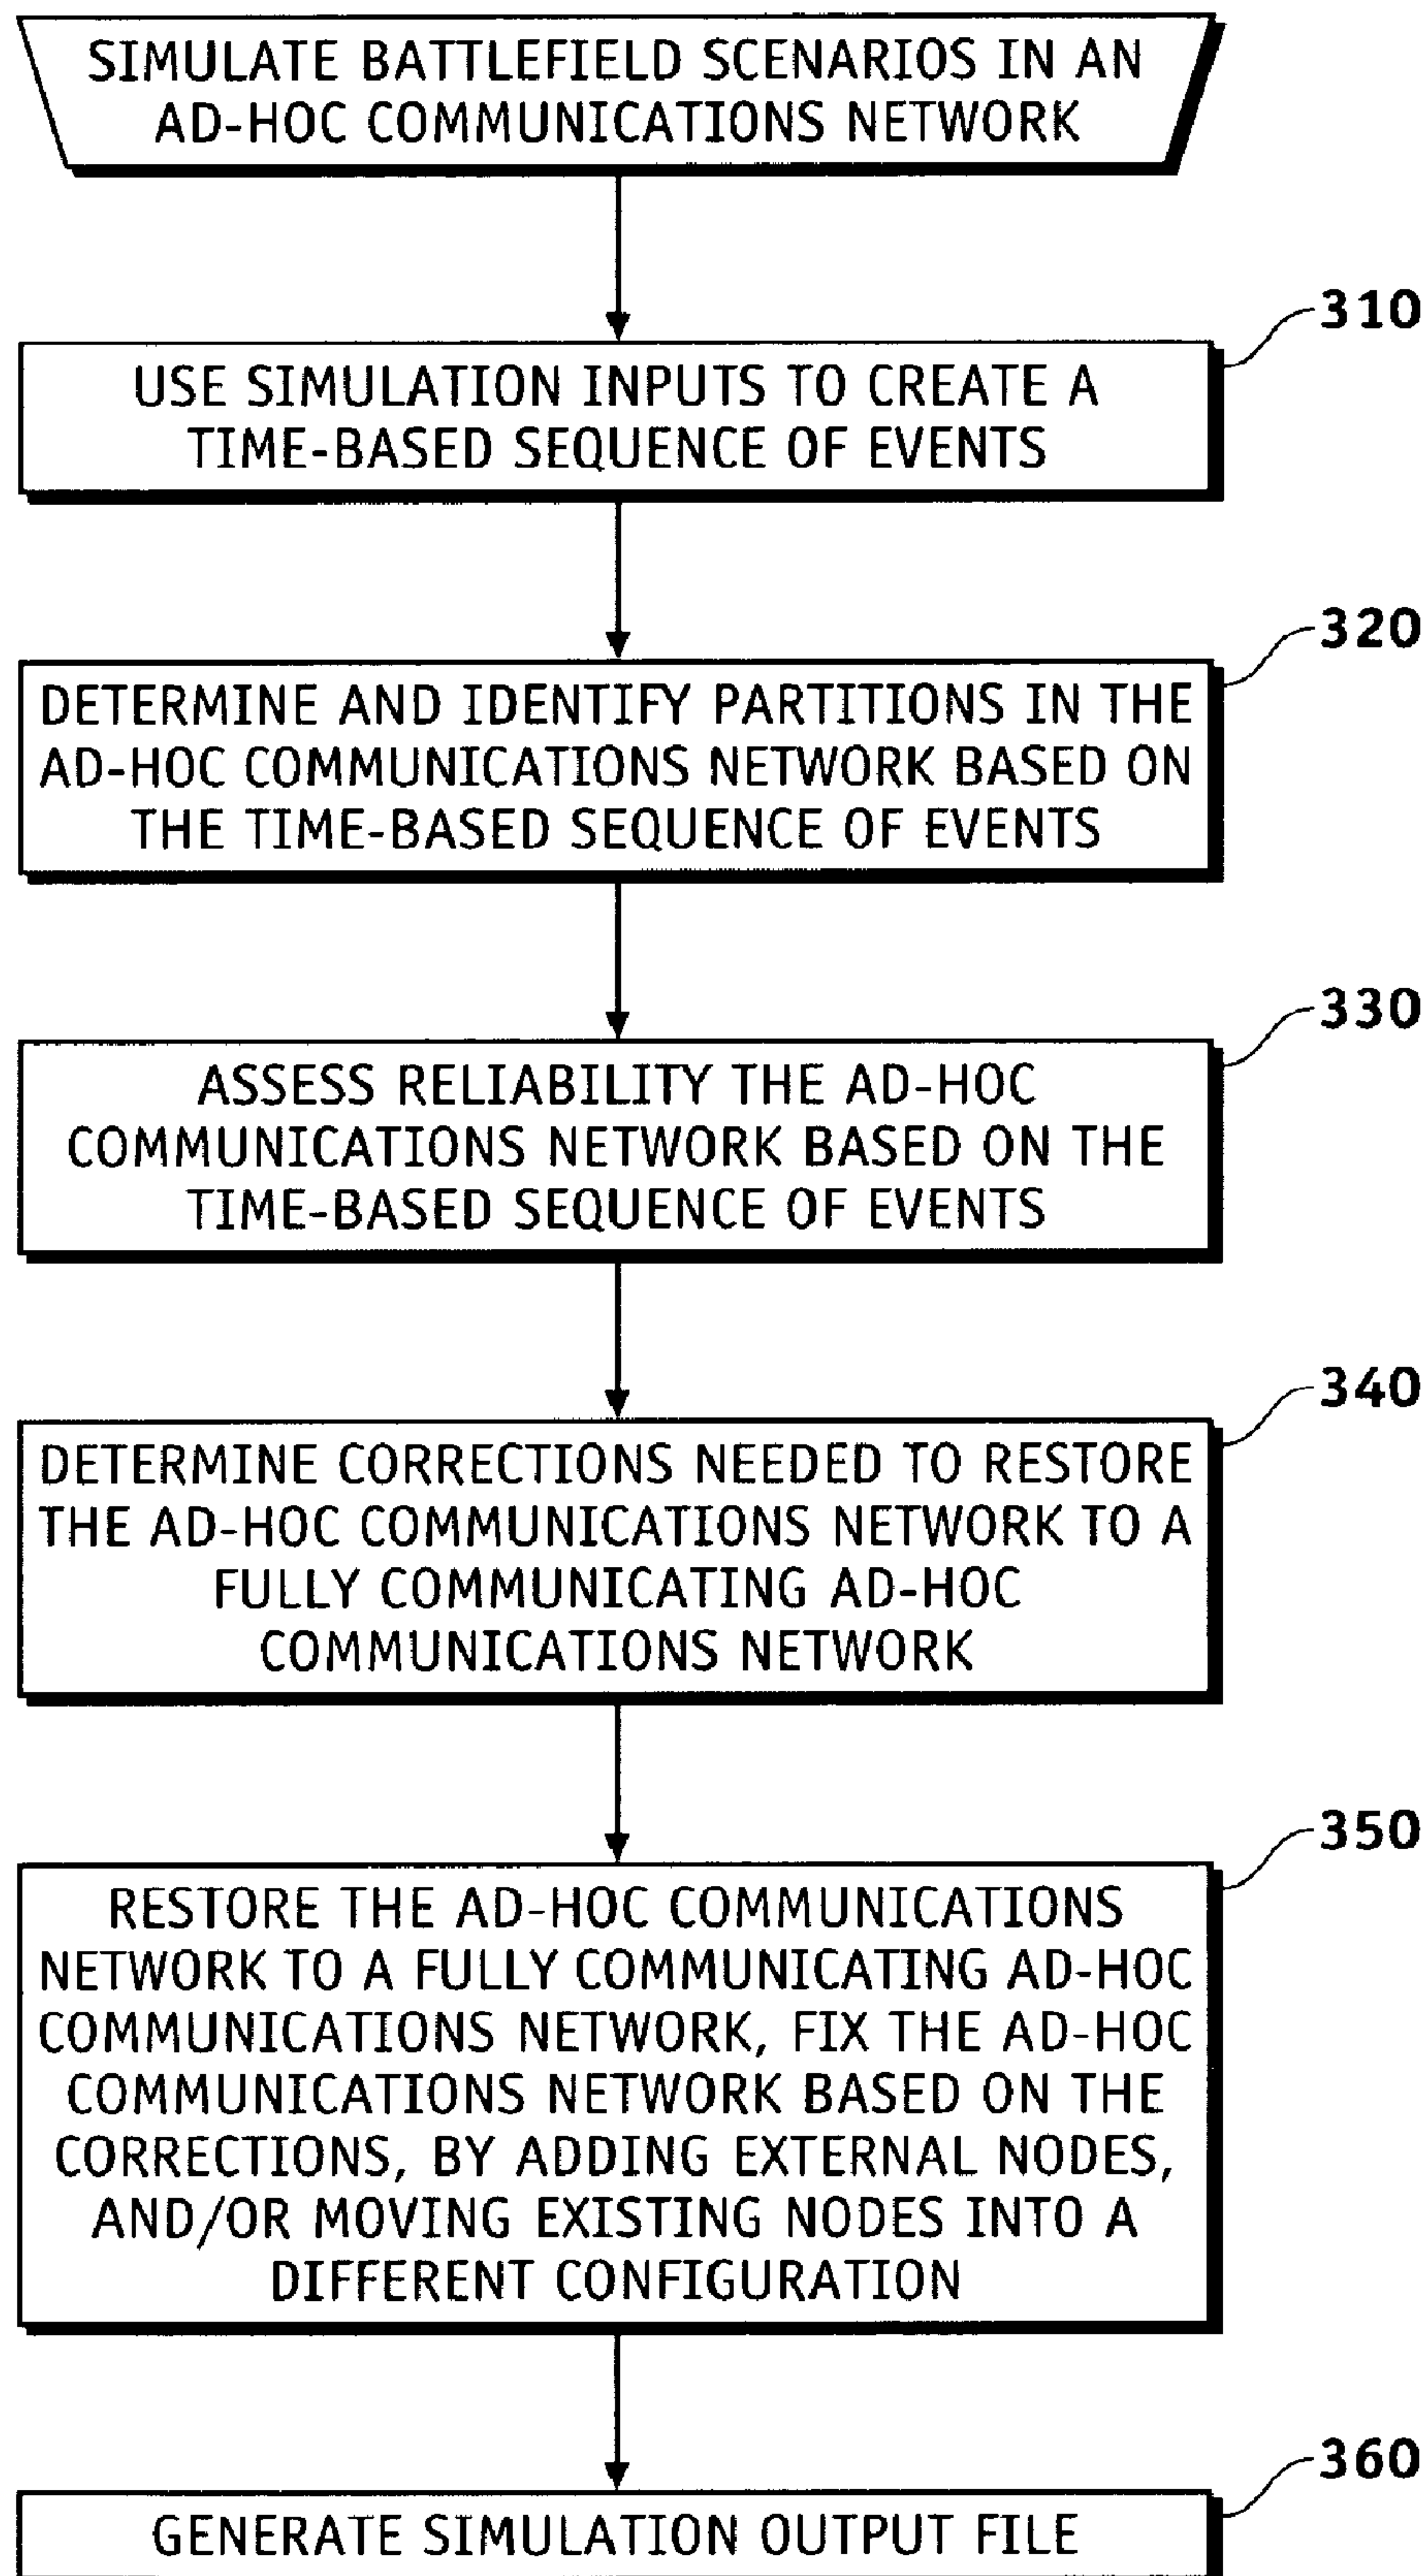 SIMULATE BATTLEFIELD SCENARIOS IN AN
AD-HOC COMMUNICATIONS NETWORK
310
USE SIMULATION INPUTS TO CREATE A
TIME-BASED SEQUENCE OF EVENTS
320
DETERMINE AND IDENTIFY PARTITIONS IN THE
AD-HOC COMMUNICATIONS NETWORK BASED ON
THE TIME-BASED SEQUENCE OF EVENTS
330
ASSESS RELIABILITY THE AD-HOC
COMMUNICATIONS NETWORK BASED ON THE
TIME-BASED SEQUENCE OF EVENTS
340
DETERMINE CORRECTIONS NEEDED TO RESTORE
THE AD-HOC COMMUNICATIONS NETWORK TO A
FULLY COMMUNICATING AD-HOC
COMMUNICATIONS NETWORK
350
RESTORE THE AD-HOC COMMUNICATIONS
NETWORK TO A FULLY COMMUNICATING AD-HOC
COMMUNICATIONS NETWORK, FIX THE AD-HOC
COMMUNICATIONS NETWORK BASED ON THE
CORRECTIONS, BY ADDING EXTERNAL NODES,
AND/OR MOVING EXISTING NODES INTO A
DIFFERENT CONFIGURATION
360
GENERATE SIMULATION OUTPUT FILE